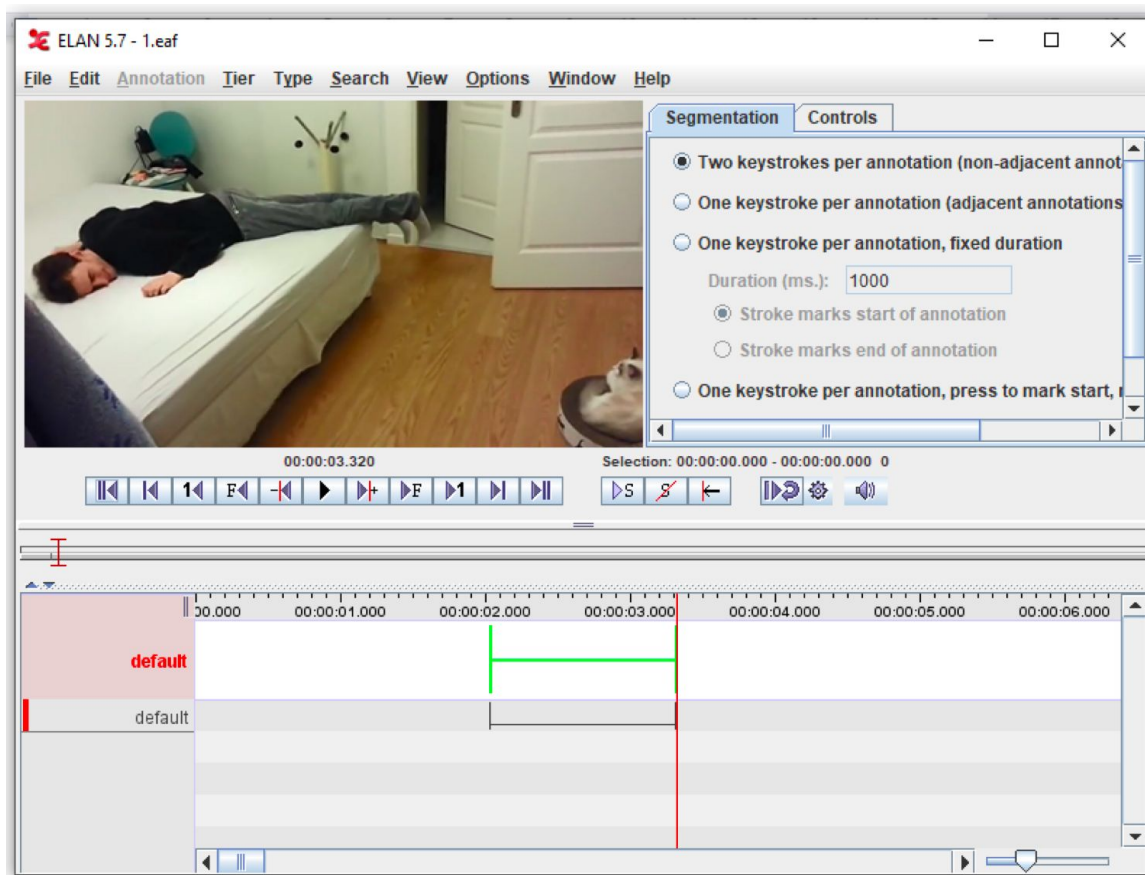 ELAN 5.7 - 1.eaf
File Edit Annotation Tier Type Search View Options Window Help
Segmentation Controls
Two keystrokes per annotation (non-adjacent annot
One keystroke per annotation (adjacent annotations
One keystroke per annotation, fixed duration
Duration (ms.): 1000
Stroke marks start of annotation
Stroke marks end of annotation
One keystroke per annotation, press to mark start, r
00:00:03.320 Selection: 00:00:00.000 - 00:00:00.000 0
1 F F 1 S S
00.000 00:00:01.000 00:00:02.000 00:00:03.000 00:00:04.000 00:00:05.000 00:00:06.000
default
default